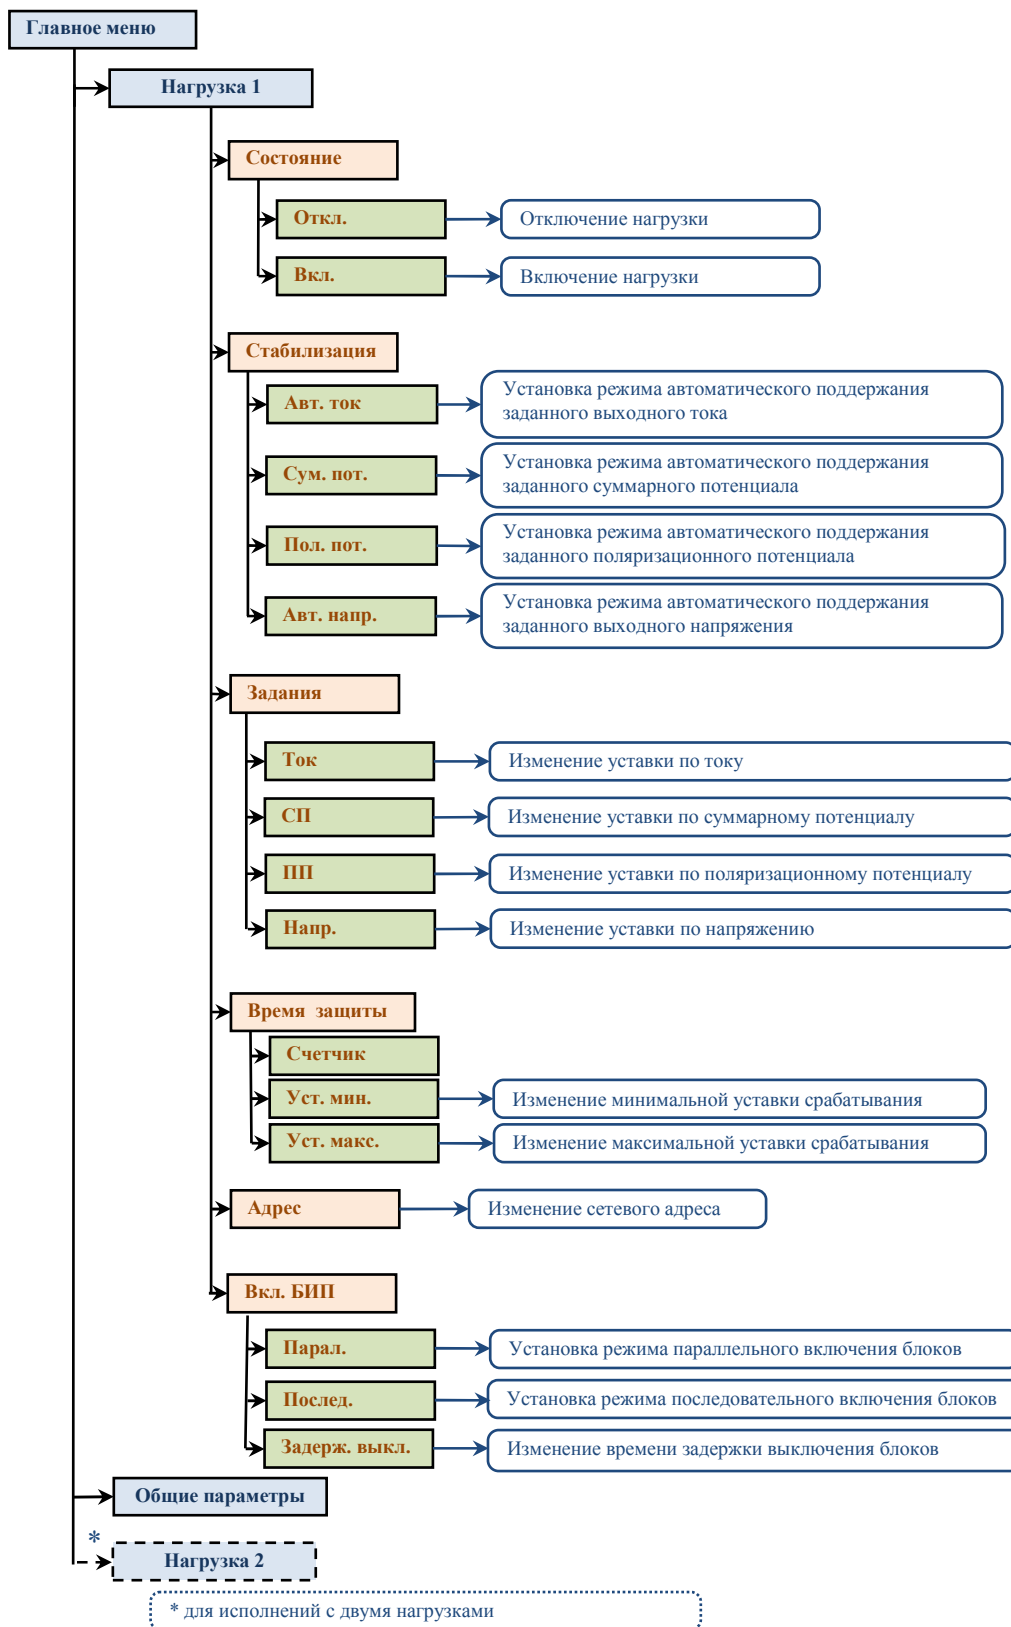 Главное меню
Нагрузка 1
Состояние
Откл.
Отключение нагрузки
Вкл.
Включение нагрузки
Стабилизация
Авт. ток
Установка режима автоматического поддержания
заданного выходного тока
Сум. пот.
Установка режима автоматического поддержания
заданного суммарного потенциала
Пол. пот.
Установка режима автоматического поддержания
заданного поляризационного потенциала
Авт. напр.
Установка режима автоматического поддержания
заданного выходного напряжения
Задания
Ток
Изменение уставки по току
СП
Изменение уставки по суммарному потенциалу
ПП
Изменение уставки по поляризационному потенциалу
Напр.
Изменение уставки по напряжению
Время защиты
Счетчик
Уст. мин.
Изменение минимальной уставки срабатывания
Уст. макс.
Изменение максимальной уставки срабатывания
Адрес
Изменение сетевого адреса
Вкл. БИП
Парал.
Установка режима параллельного включения блоков
Послед.
Установка режима последовательного включения блоков
Задерж. выкл.
Изменение времени задержки выключения блоков
Общие параметры
*
Нагрузка 2
* для исполнений с двумя нагрузками